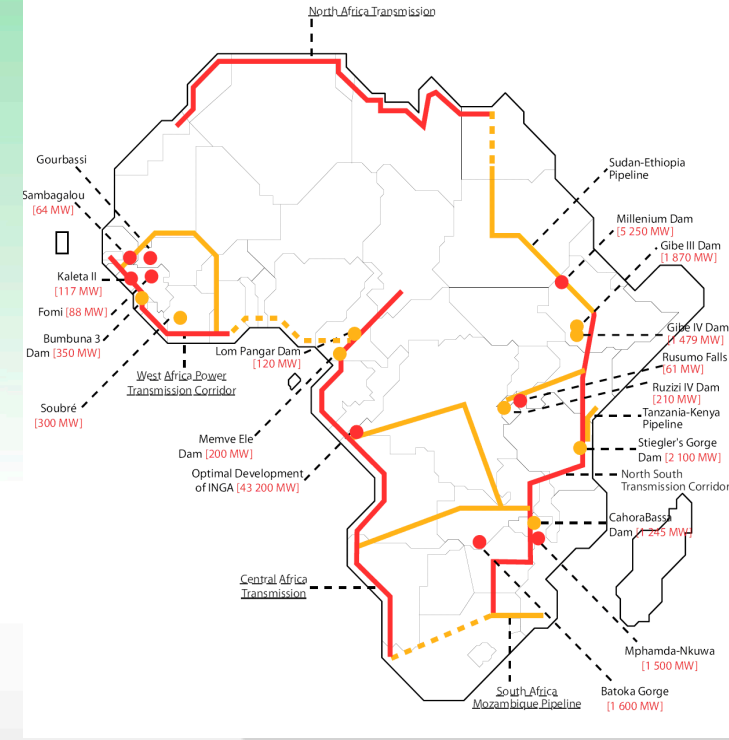 North Africa Transmission
Gourbassi
Sambagalou
[64 MW]
Kaleta II
[117 MW]
Fomi [88 MW]
Bumbuna 3
Dam [350 MW]
Soubré
[300 MW]
West Africa Power
Transmission Corridor
Lom Pangar Dam
[120 MW]
Memve Ele
Dam [200 MW]
Optimal Development
of INGA [43 200 MW]
Central Africa
Transmission
Sudan-Ethiopia
Pipeline
Millenium Dam
[5 250 MW]
Gibe III Dam
[1 870 MW]
Gibe IV Dam
[1 479 MW]
Rusumo Falls
[61 MW]
Ruzizi IV Dam
[210 MW]
Tanzania-Kenya
Pipeline
Stiegler's Gorge
Dam [2 100 MW]
North South
Transmission Corridor
CahoraBassa
Dam [1 245 MW]
Mphamda-Nkuwa
[1 500 MW]
Batoka Gorge
[1 600 MW]
South Africa
Mozambique Pipeline